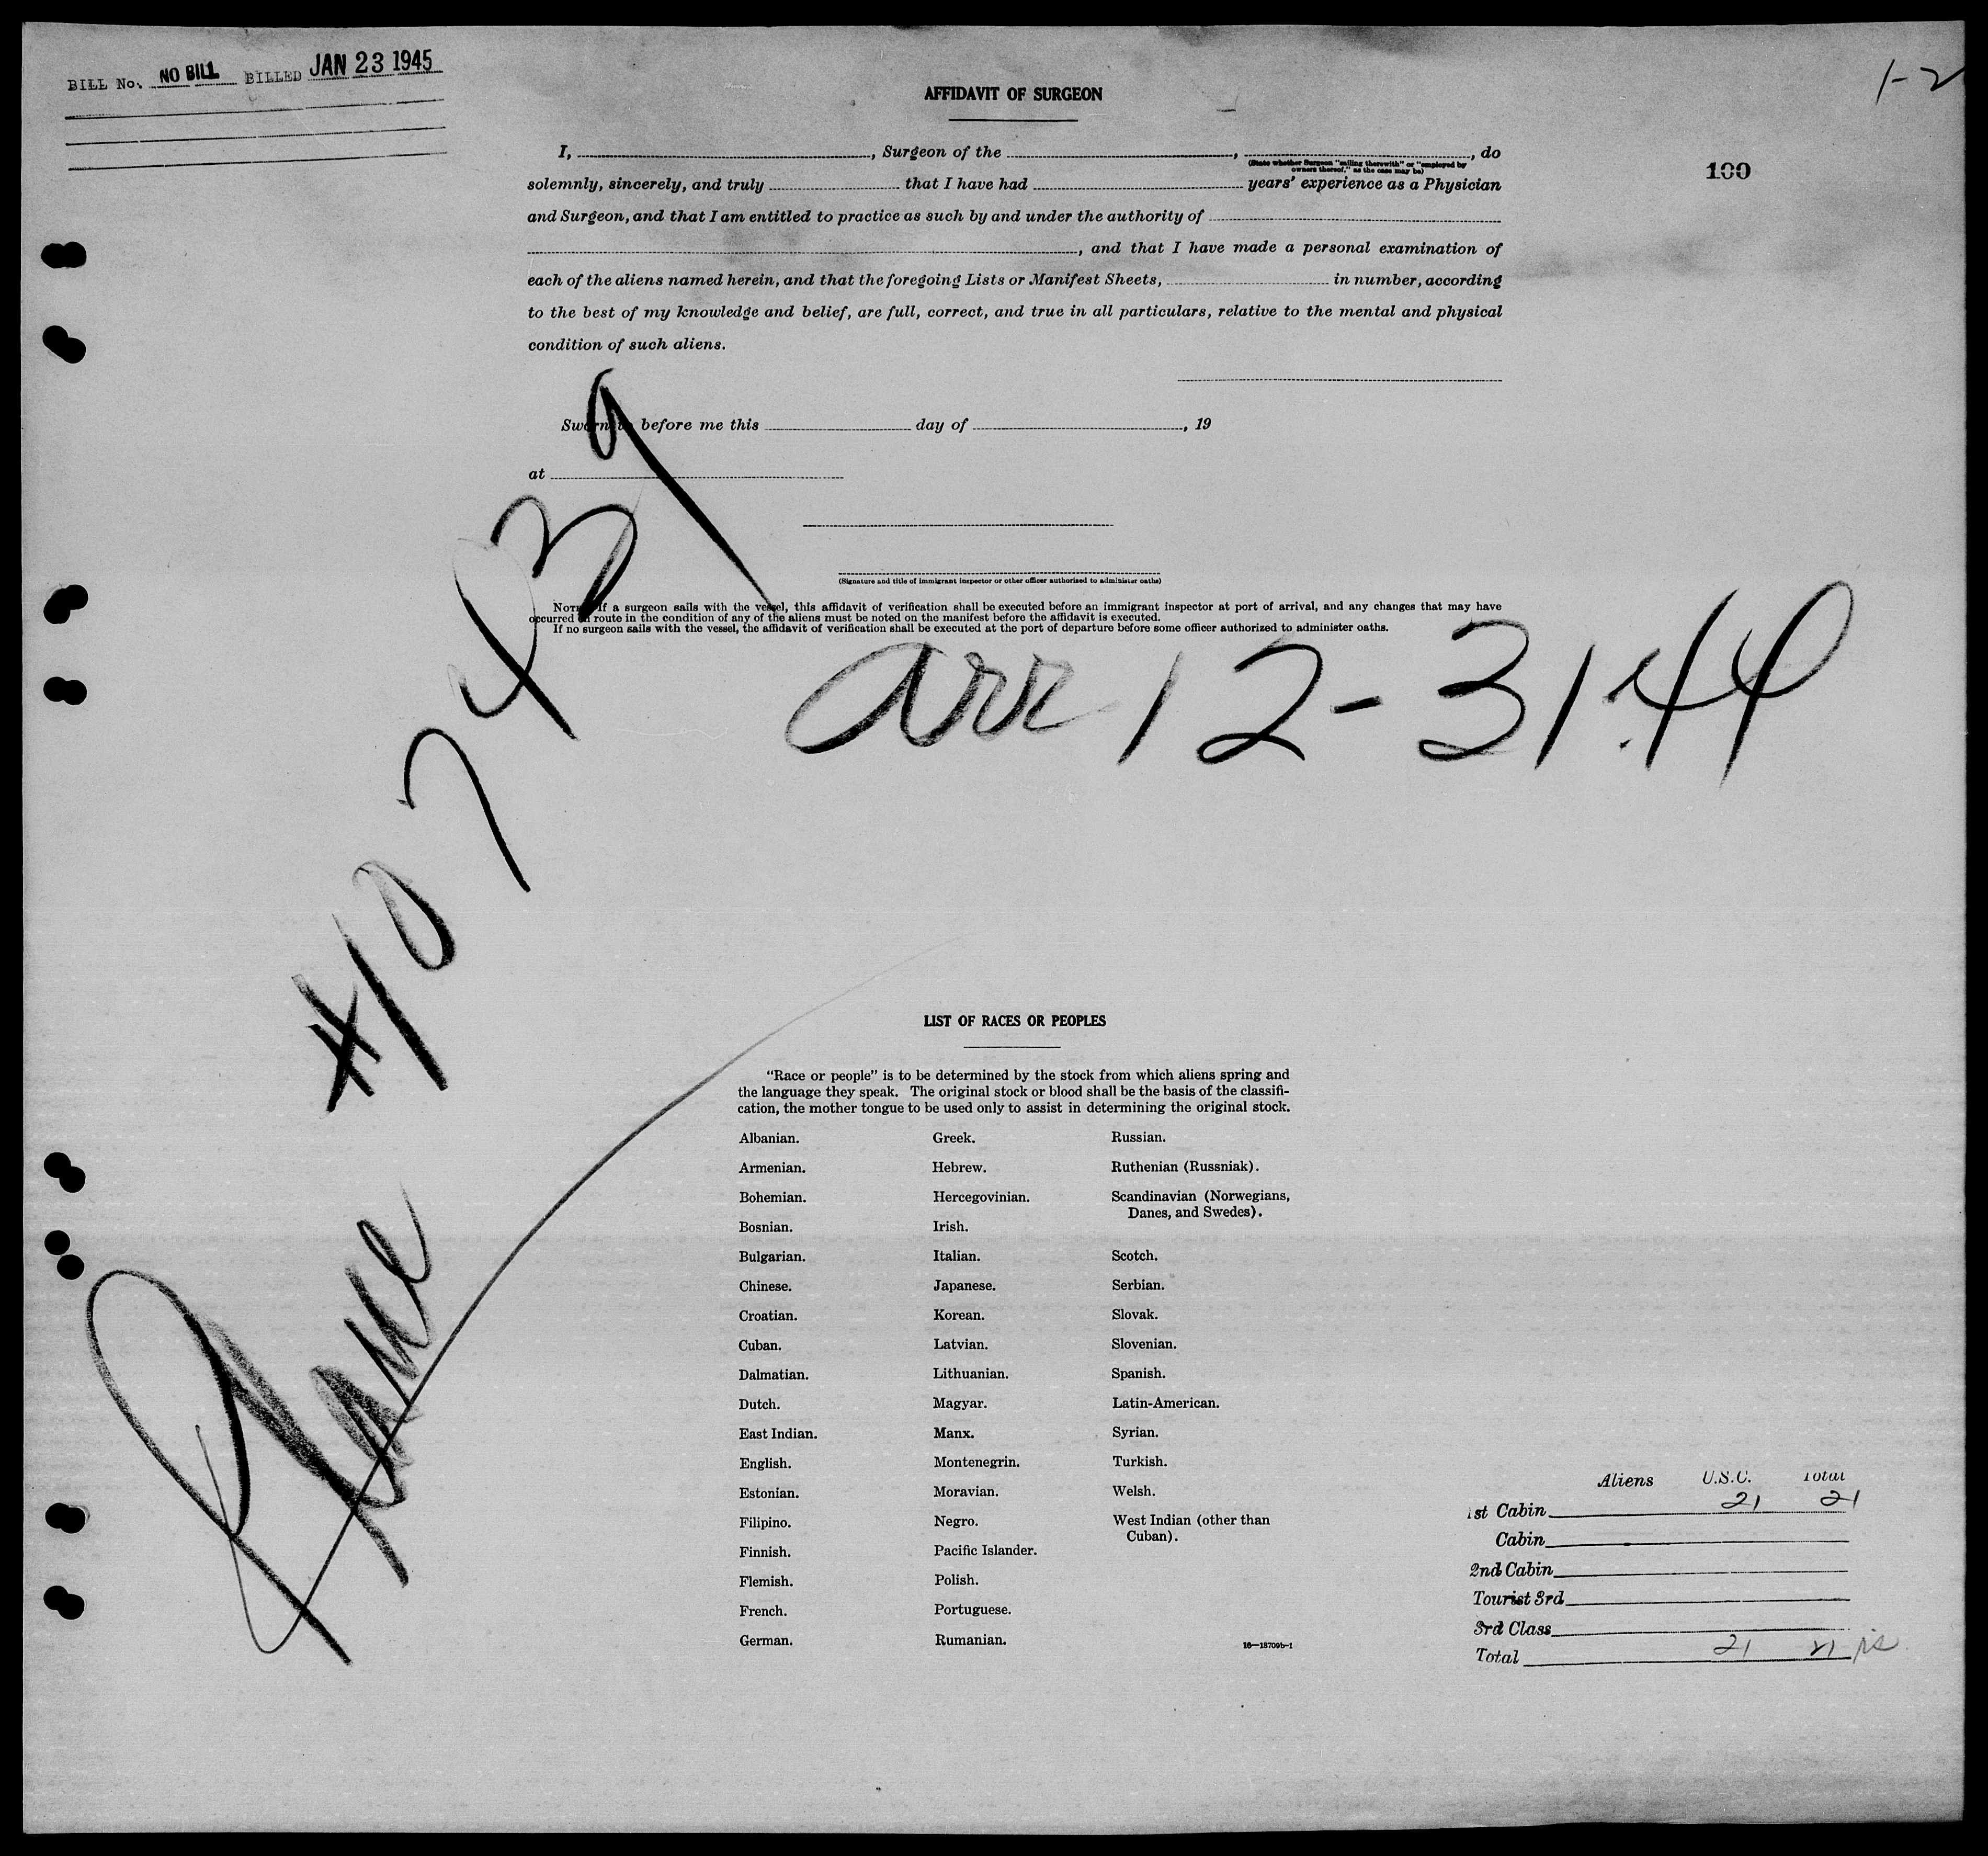 BILL No. NO BILL BILLED JAN 23 1945
1-2
AFFIDAVIT OF SURGEON
100
I, , Surgeon of the , , do
(State whether Surgeon "sailing therewith" or "employed by
owners thereof," as the case may be)
solemnly, sincerely, and truly that I have had years' experience as a Physician
and Surgeon, and that I am entitled to practice as such by and under the authority of
, and that I have made a personal examination of
each of the aliens named herein, and that the foregoing Lists or Manifest Sheets, in number, according
to the best of my knowledge and belief, are full, correct, and true in all particulars, relative to the mental and physical
condition of such aliens.
Sworn to before me this day of , 19
at
(Signature and title of immigrant inspector or other officer authorized to administer oaths)
NOTE.—If a surgeon sails with the vessel, this affidavit of verification shall be executed before an immigrant inspector at port of arrival, and any changes that may have
occurred en route in the condition of any of the aliens must be noted on the manifest before the affidavit is executed.
If no surgeon sails with the vessel, the affidavit of verification shall be executed at the port of departure before some officer authorized to administer oaths.
arr 12-31.44
Plane #107439
LIST OF RACES OR PEOPLES
"Race or people" is to be determined by the stock from which aliens spring and
the language they speak. The original stock or blood shall be the basis of the classifi-
cation, the mother tongue to be used only to assist in determining the original stock.
Albanian.
Armenian.
Bohemian.
Bosnian.
Bulgarian.
Chinese.
Croatian.
Cuban.
Dalmatian.
Dutch.
East Indian.
English.
Estonian.
Filipino.
Finnish.
Flemish.
French.
German.
Greek.
Hebrew.
Hercegovinian.
Irish.
Italian.
Japanese.
Korean.
Latvian.
Lithuanian.
Magyar.
Manx.
Montenegrin.
Moravian.
Negro.
Pacific Islander.
Polish.
Portuguese.
Rumanian.
Russian.
Ruthenian (Russniak).
Scandinavian (Norwegians,
Danes, and Swedes).
Scotch.
Serbian.
Slovak.
Slovenian.
Spanish.
Latin-American.
Syrian.
Turkish.
Welsh.
West Indian (other than
Cuban).
16—18709b-1
Aliens U.S.C. Total
1st Cabin 21 21
Cabin
2nd Cabin
Tourist 3rd
3rd Class
Total 21 21